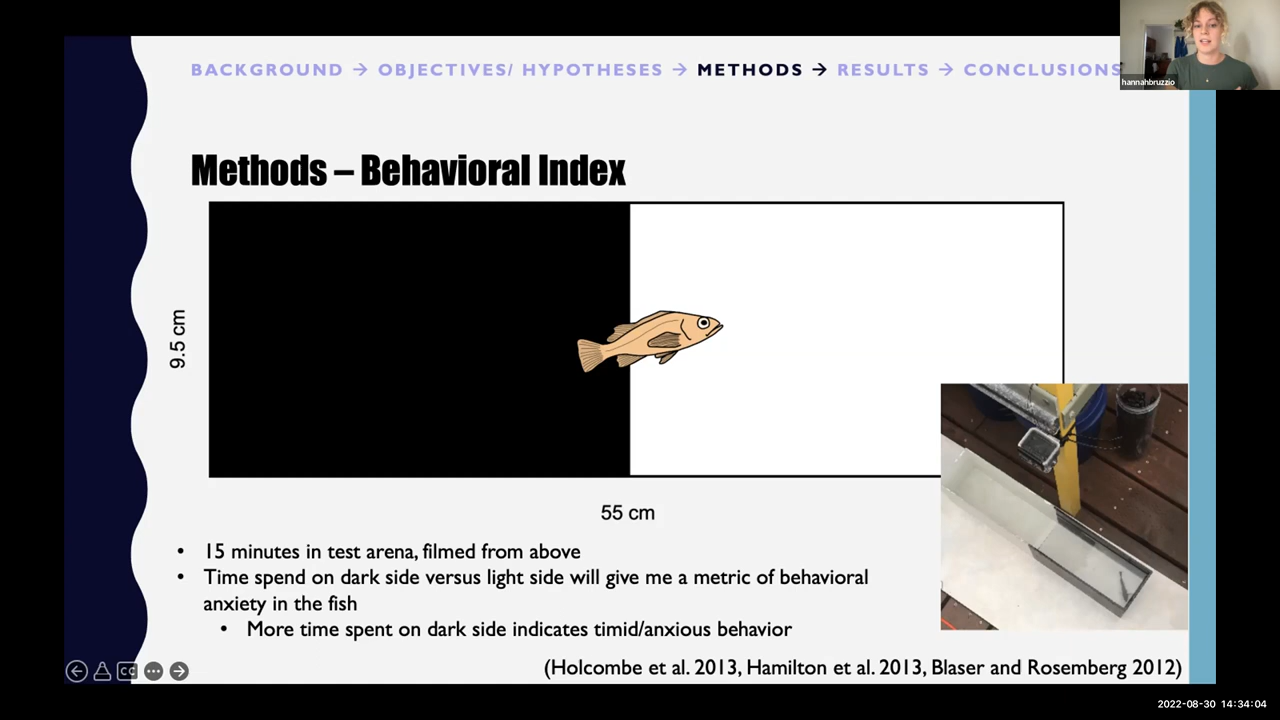 BACKGROUND → OBJECTIVES/ HYPOTHESES → METHODS → RESULTS → CONCLUSIONS
hannahbruzzio
Methods – Behavioral Index
9.5 cm
55 cm
• 15 minutes in test arena, filmed from above
• Time spend on dark side versus light side will give me a metric of behavioral
anxiety in the fish
• More time spent on dark side indicates timid/anxious behavior
(Holcombe et al. 2013, Hamilton et al. 2013, Blaser and Rosemberg 2012)
CC
2022-08-30 14:34:04